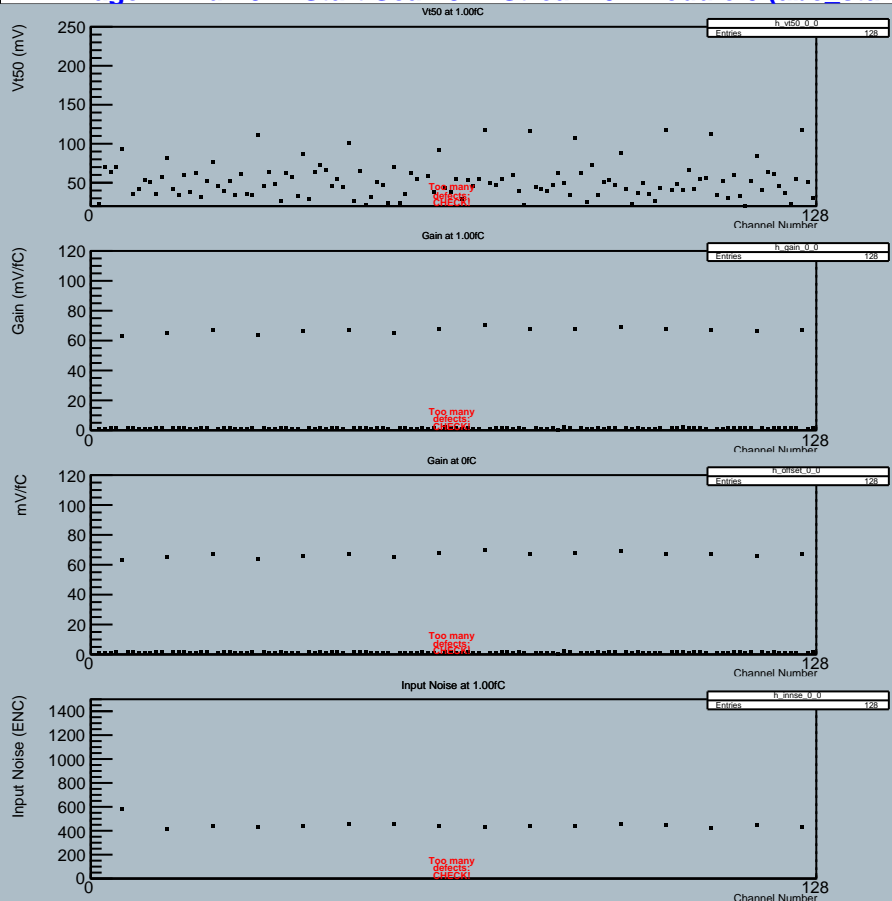 Vt50 at 1.00fC
h_vt50_0_0
Entries 128
Vt50 (mV)
250
200
150
100
50
Too many
defects:
CHECK!
0
128
Channel Number
Gain at 1.00fC
h_gain_0_0
Entries 128
Gain (mV/fC)
120
100
80
60
40
20
0
Too many
defects:
CHECK!
0
128
Channel Number
Gain at 0fC
h_offset_0_0
Entries 128
mV/fC
120
100
80
60
40
20
0
Too many
defects:
CHECK!
0
128
Channel Number
Input Noise at 1.00fC
h_innse_0_0
Entries 128
Input Noise (ENC)
1400
1200
1000
800
600
400
200
0
Too many
defects:
CHECK!
0
128
Channel Number